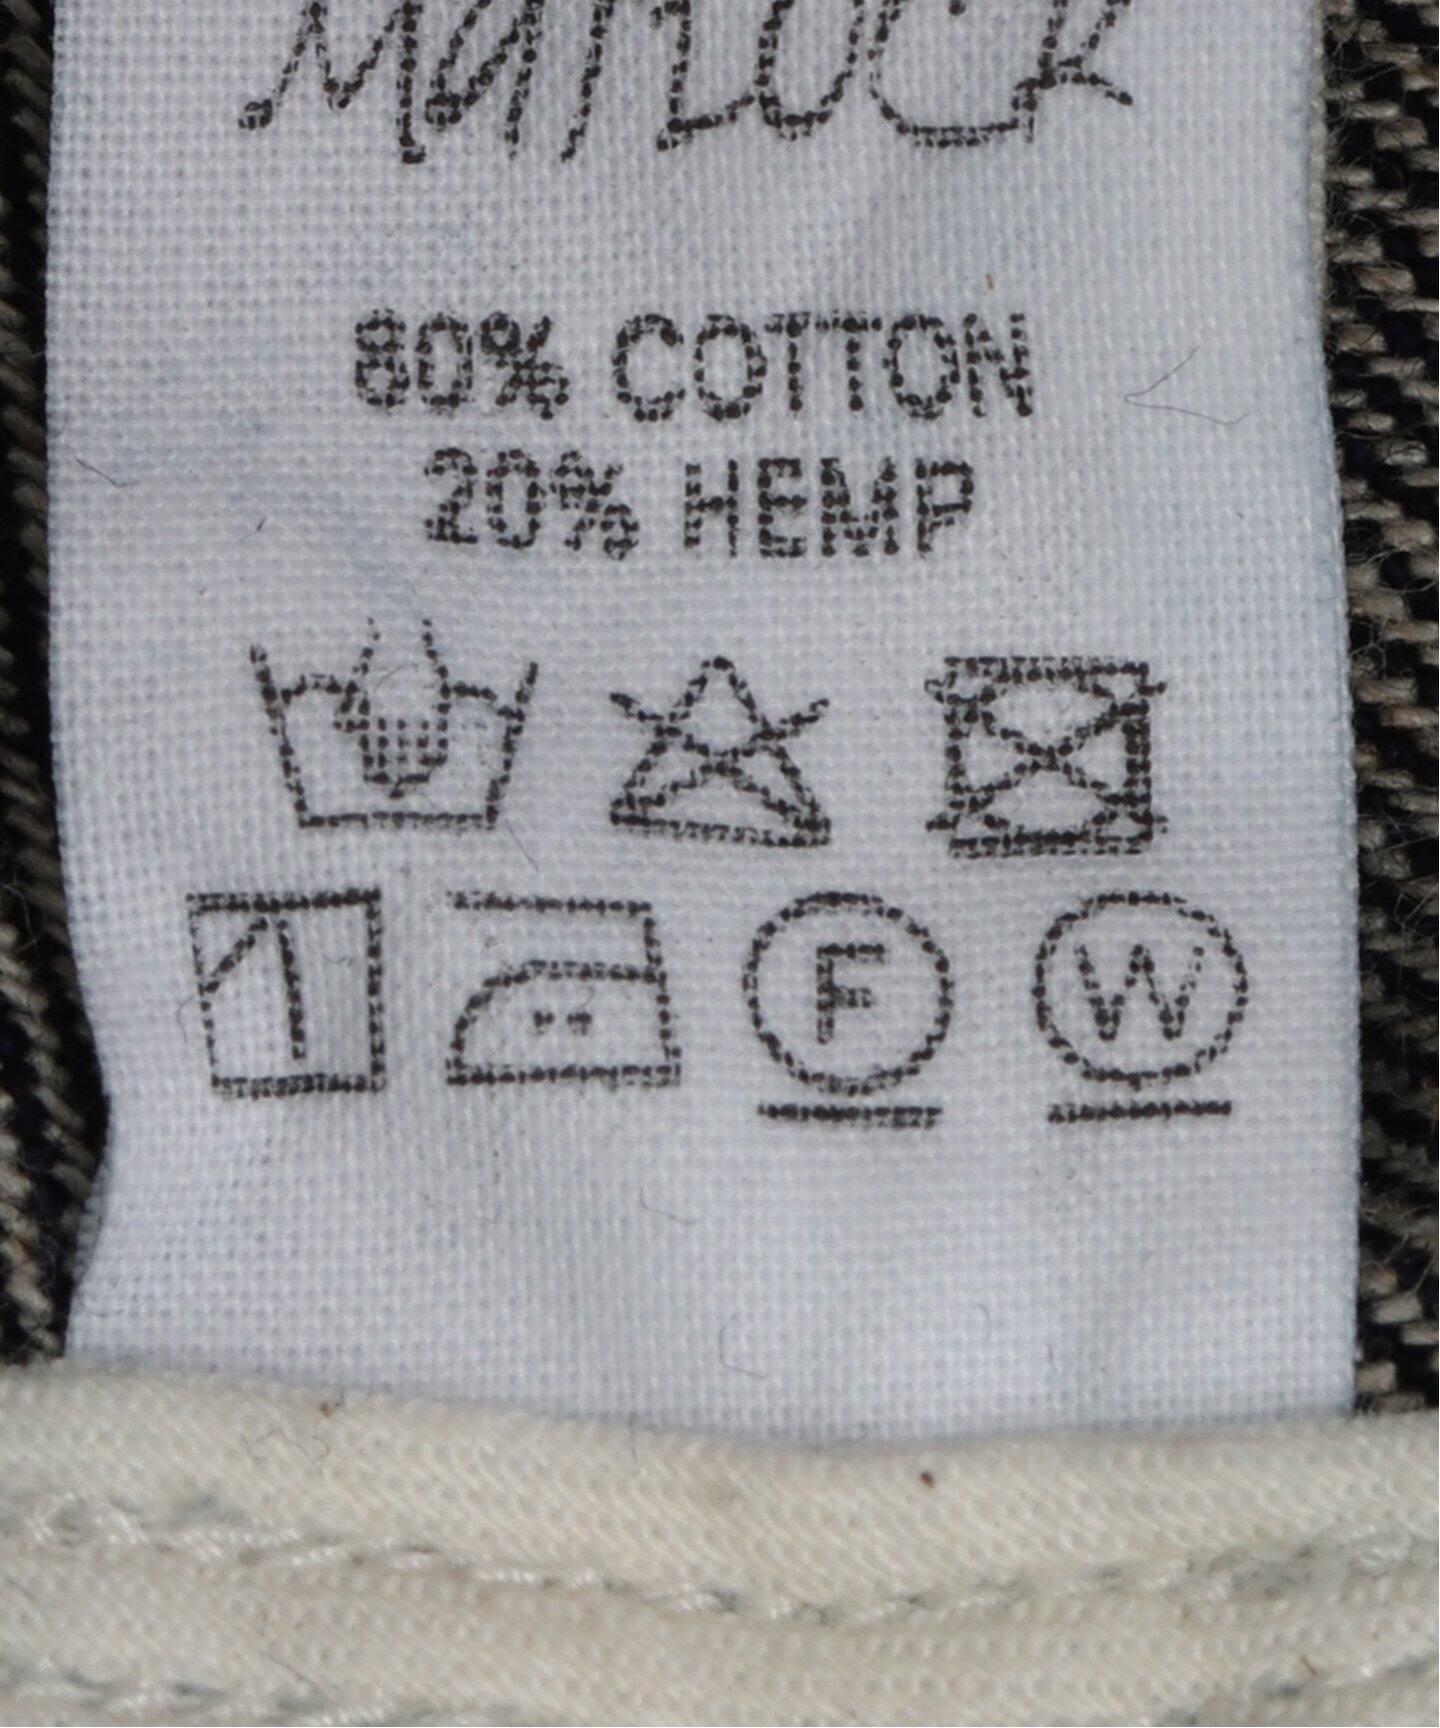 80% COTTON
20% HEMP
F W